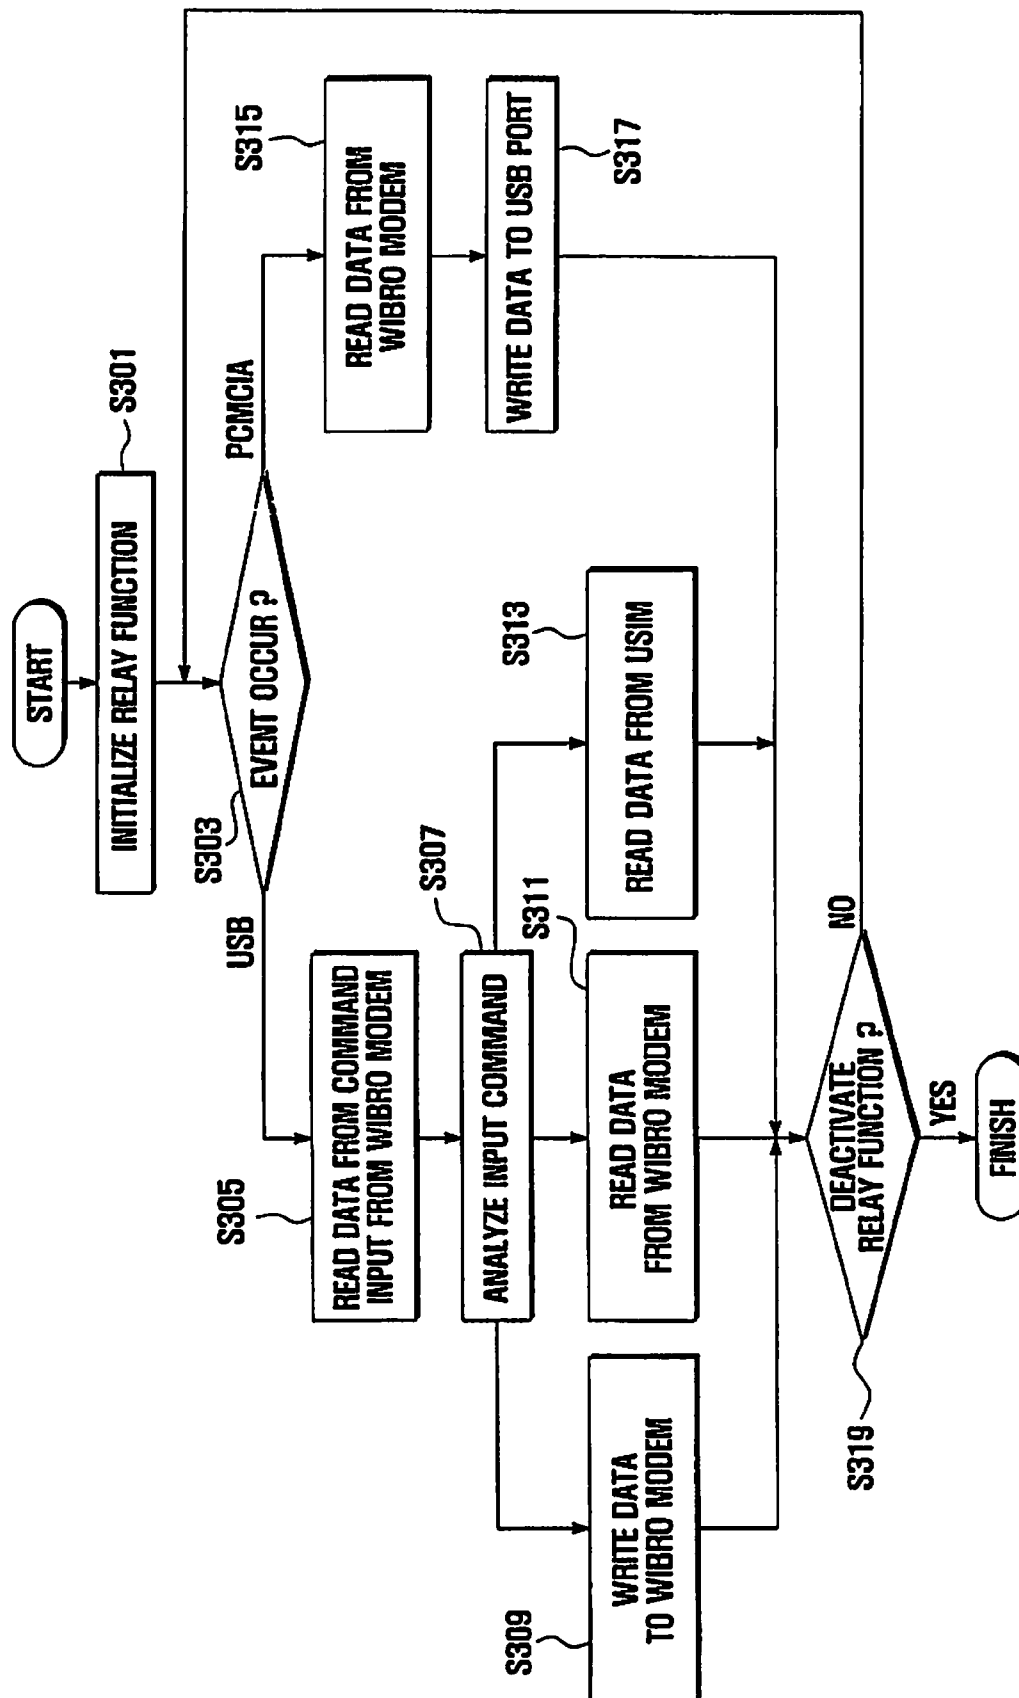 START
INITIALIZE RELAY FUNCTION
S301
S303
EVENT OCCUR ?
USB
PCMCIA
S305
READ DATA FROM COMMAND
INPUT FROM WIBRO MODEM
S315
READ DATA FROM
WIBRO MODEM
S307
ANALYZE INPUT COMMAND
WRITE DATA TO USB PORT
S317
S309
WRITE DATA
TO WIBRO MODEM
S311
READ DATA
FROM WIBRO MODEM
S313
READ DATA FROM USIM
S319
DEACTIVATE
RELAY FUNCTION ?
NO
YES
FINISH